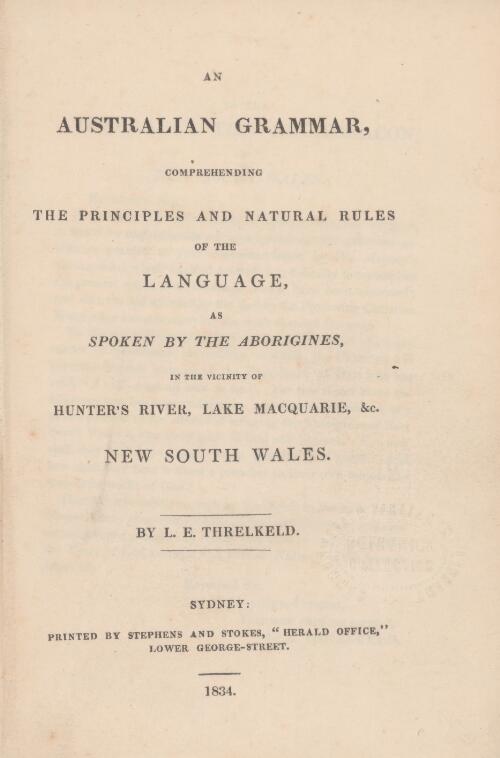 AN
AUSTRALIAN GRAMMAR,
COMPREHENDING
THE PRINCIPLES AND NATURAL RULES
OF THE
LANGUAGE,
AS
SPOKEN BY THE ABORIGINES,
IN THE VICINITY OF
HUNTER'S RIVER, LAKE MACQUARIE, &c.
NEW SOUTH WALES.
BY L. E. THRELKELD.
SYDNEY:
PRINTED BY STEPHENS AND STOKES, "HERALD OFFICE,"
LOWER GEORGE-STREET.
1834.